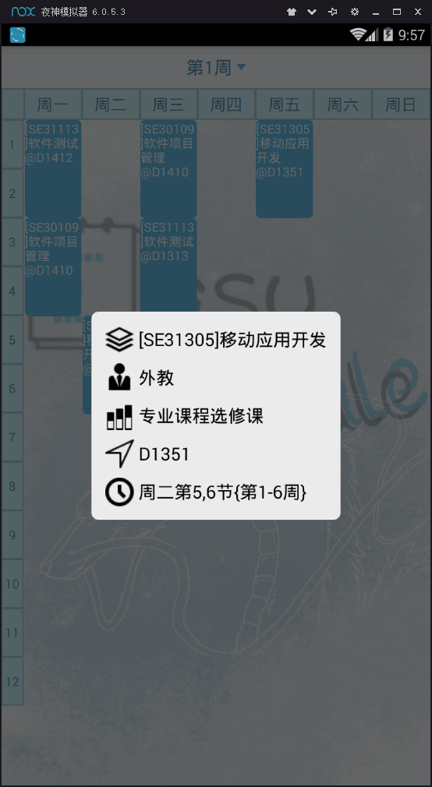 nox 夜神模拟器 6.0.5.3
9:57
第1周
周一 周二 周三 周四 周五 周六 周日
1
2
3
4
5
6
7
8
9
10
11
12
[SE31113
]软件测试
@D1412
[SE30109
]软件项目
管理
@D1410
[SE31305
]移动应用
开发
@D1351
[SE30109
]软件项目
管理
@D1410
[SE31113
]软件测试
@D1313
[SE31305]移动应用开发
外教
专业课程选修课
D1351
周二第5,6节{第1-6周}